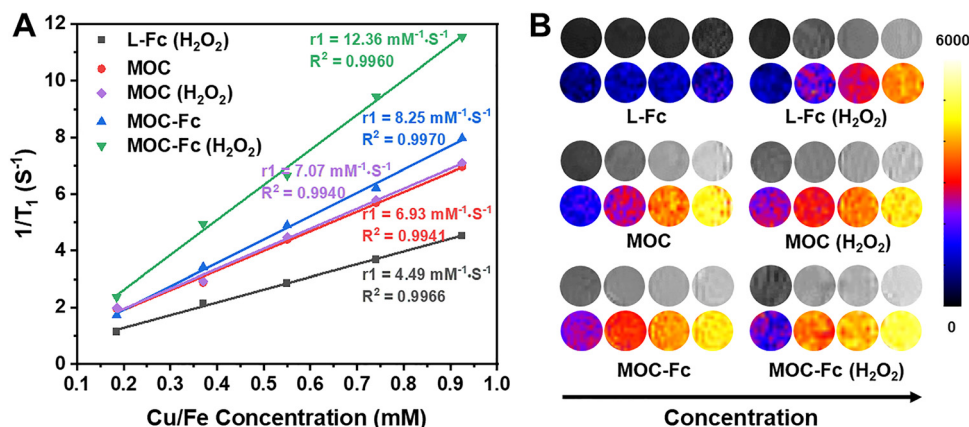 A
L-Fc (H₂O₂)
MOC
MOC (H₂O₂)
MOC-Fc
MOC-Fc (H₂O₂)
r1 = 12.36 mM⁻¹·S⁻¹
R² = 0.9960
r1 = 8.25 mM⁻¹·S⁻¹
R² = 0.9970
r1 = 7.07 mM⁻¹·S⁻¹
R² = 0.9940
r1 = 6.93 mM⁻¹·S⁻¹
R² = 0.9941
r1 = 4.49 mM⁻¹·S⁻¹
R² = 0.9966
1/T₁ (S⁻¹)
12
10
8
6
4
2
0
0.1 0.2 0.3 0.4 0.5 0.6 0.7 0.8 0.9 1.0
Cu/Fe Concentration (mM)
B
6000
L-Fc L-Fc (H₂O₂)
MOC MOC (H₂O₂)
0
MOC-Fc MOC-Fc (H₂O₂)
Concentration